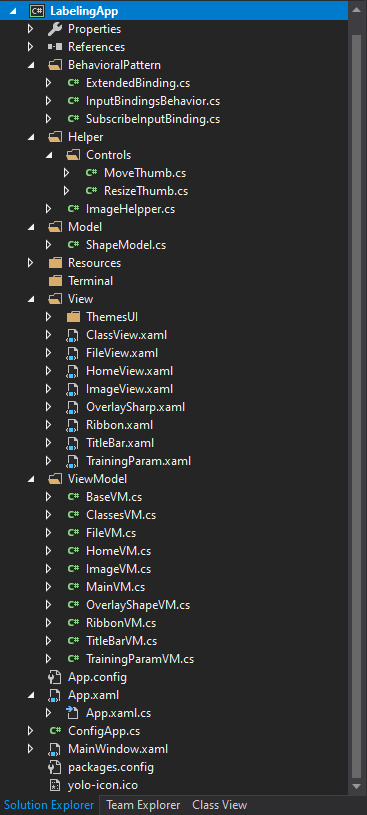 LabelingApp
Properties
References
BehavioralPattern
ExtendedBinding.cs
InputBindingsBehavior.cs
SubscribeInputBinding.cs
Helper
Controls
MoveThumb.cs
ResizeThumb.cs
ImageHelpper.cs
Model
ShapeModel.cs
Resources
Terminal
View
ThemesUI
ClassView.xaml
FileView.xaml
HomeView.xaml
ImageView.xaml
OverlaySharp.xaml
Ribbon.xaml
TitleBar.xaml
TrainingParam.xaml
ViewModel
BaseVM.cs
ClassesVM.cs
FileVM.cs
HomeVM.cs
ImageVM.cs
MainVM.cs
OverlayShapeVM.cs
RibbonVM.cs
TitleBarVM.cs
TrainingParamVM.cs
App.config
App.xaml
App.xaml.cs
ConfigApp.cs
MainWindow.xaml
packages.config
yolo-icon.ico
Solution Explorer Team Explorer Class View